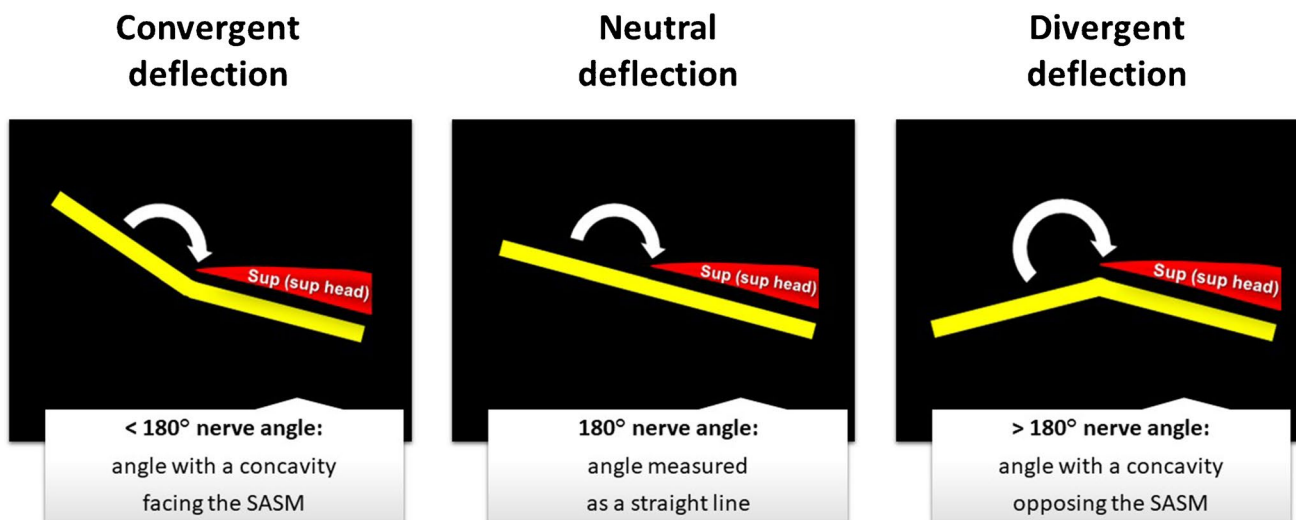 Convergent
deflection
Neutral
deflection
Divergent
deflection
Sup (sup head)
Sup (sup head)
Sup (sup head)
< 180° nerve angle:
angle with a concavity
facing the SASM
180° nerve angle:
angle measured
as a straight line
> 180° nerve angle:
angle with a concavity
opposing the SASM